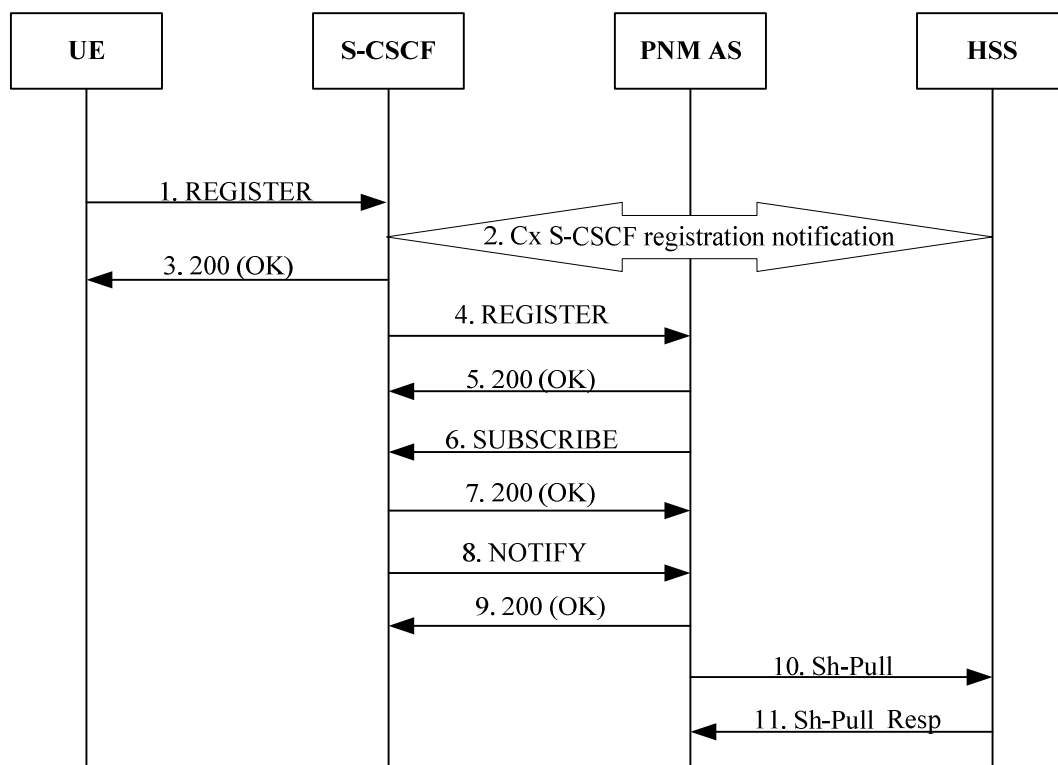 UE
S-CSCF
PNM AS
HSS
1. REGISTER
2. Cx S-CSCF registration notification
3. 200 (OK)
4. REGISTER
5. 200 (OK)
6. SUBSCRIBE
7. 200 (OK)
8. NOTIFY
9. 200 (OK)
10. Sh-Pull
11. Sh-Pull Resp